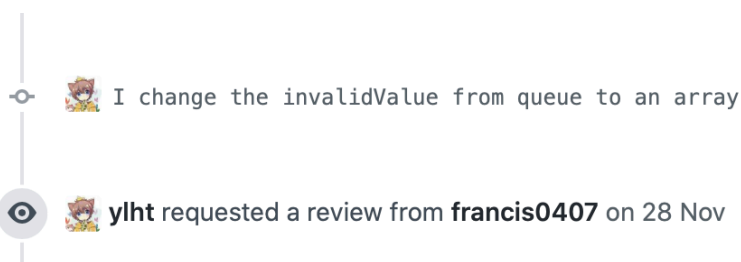 I change the invalidValue from queue to an array
ylht requested a review from francis0407 on 28 Nov